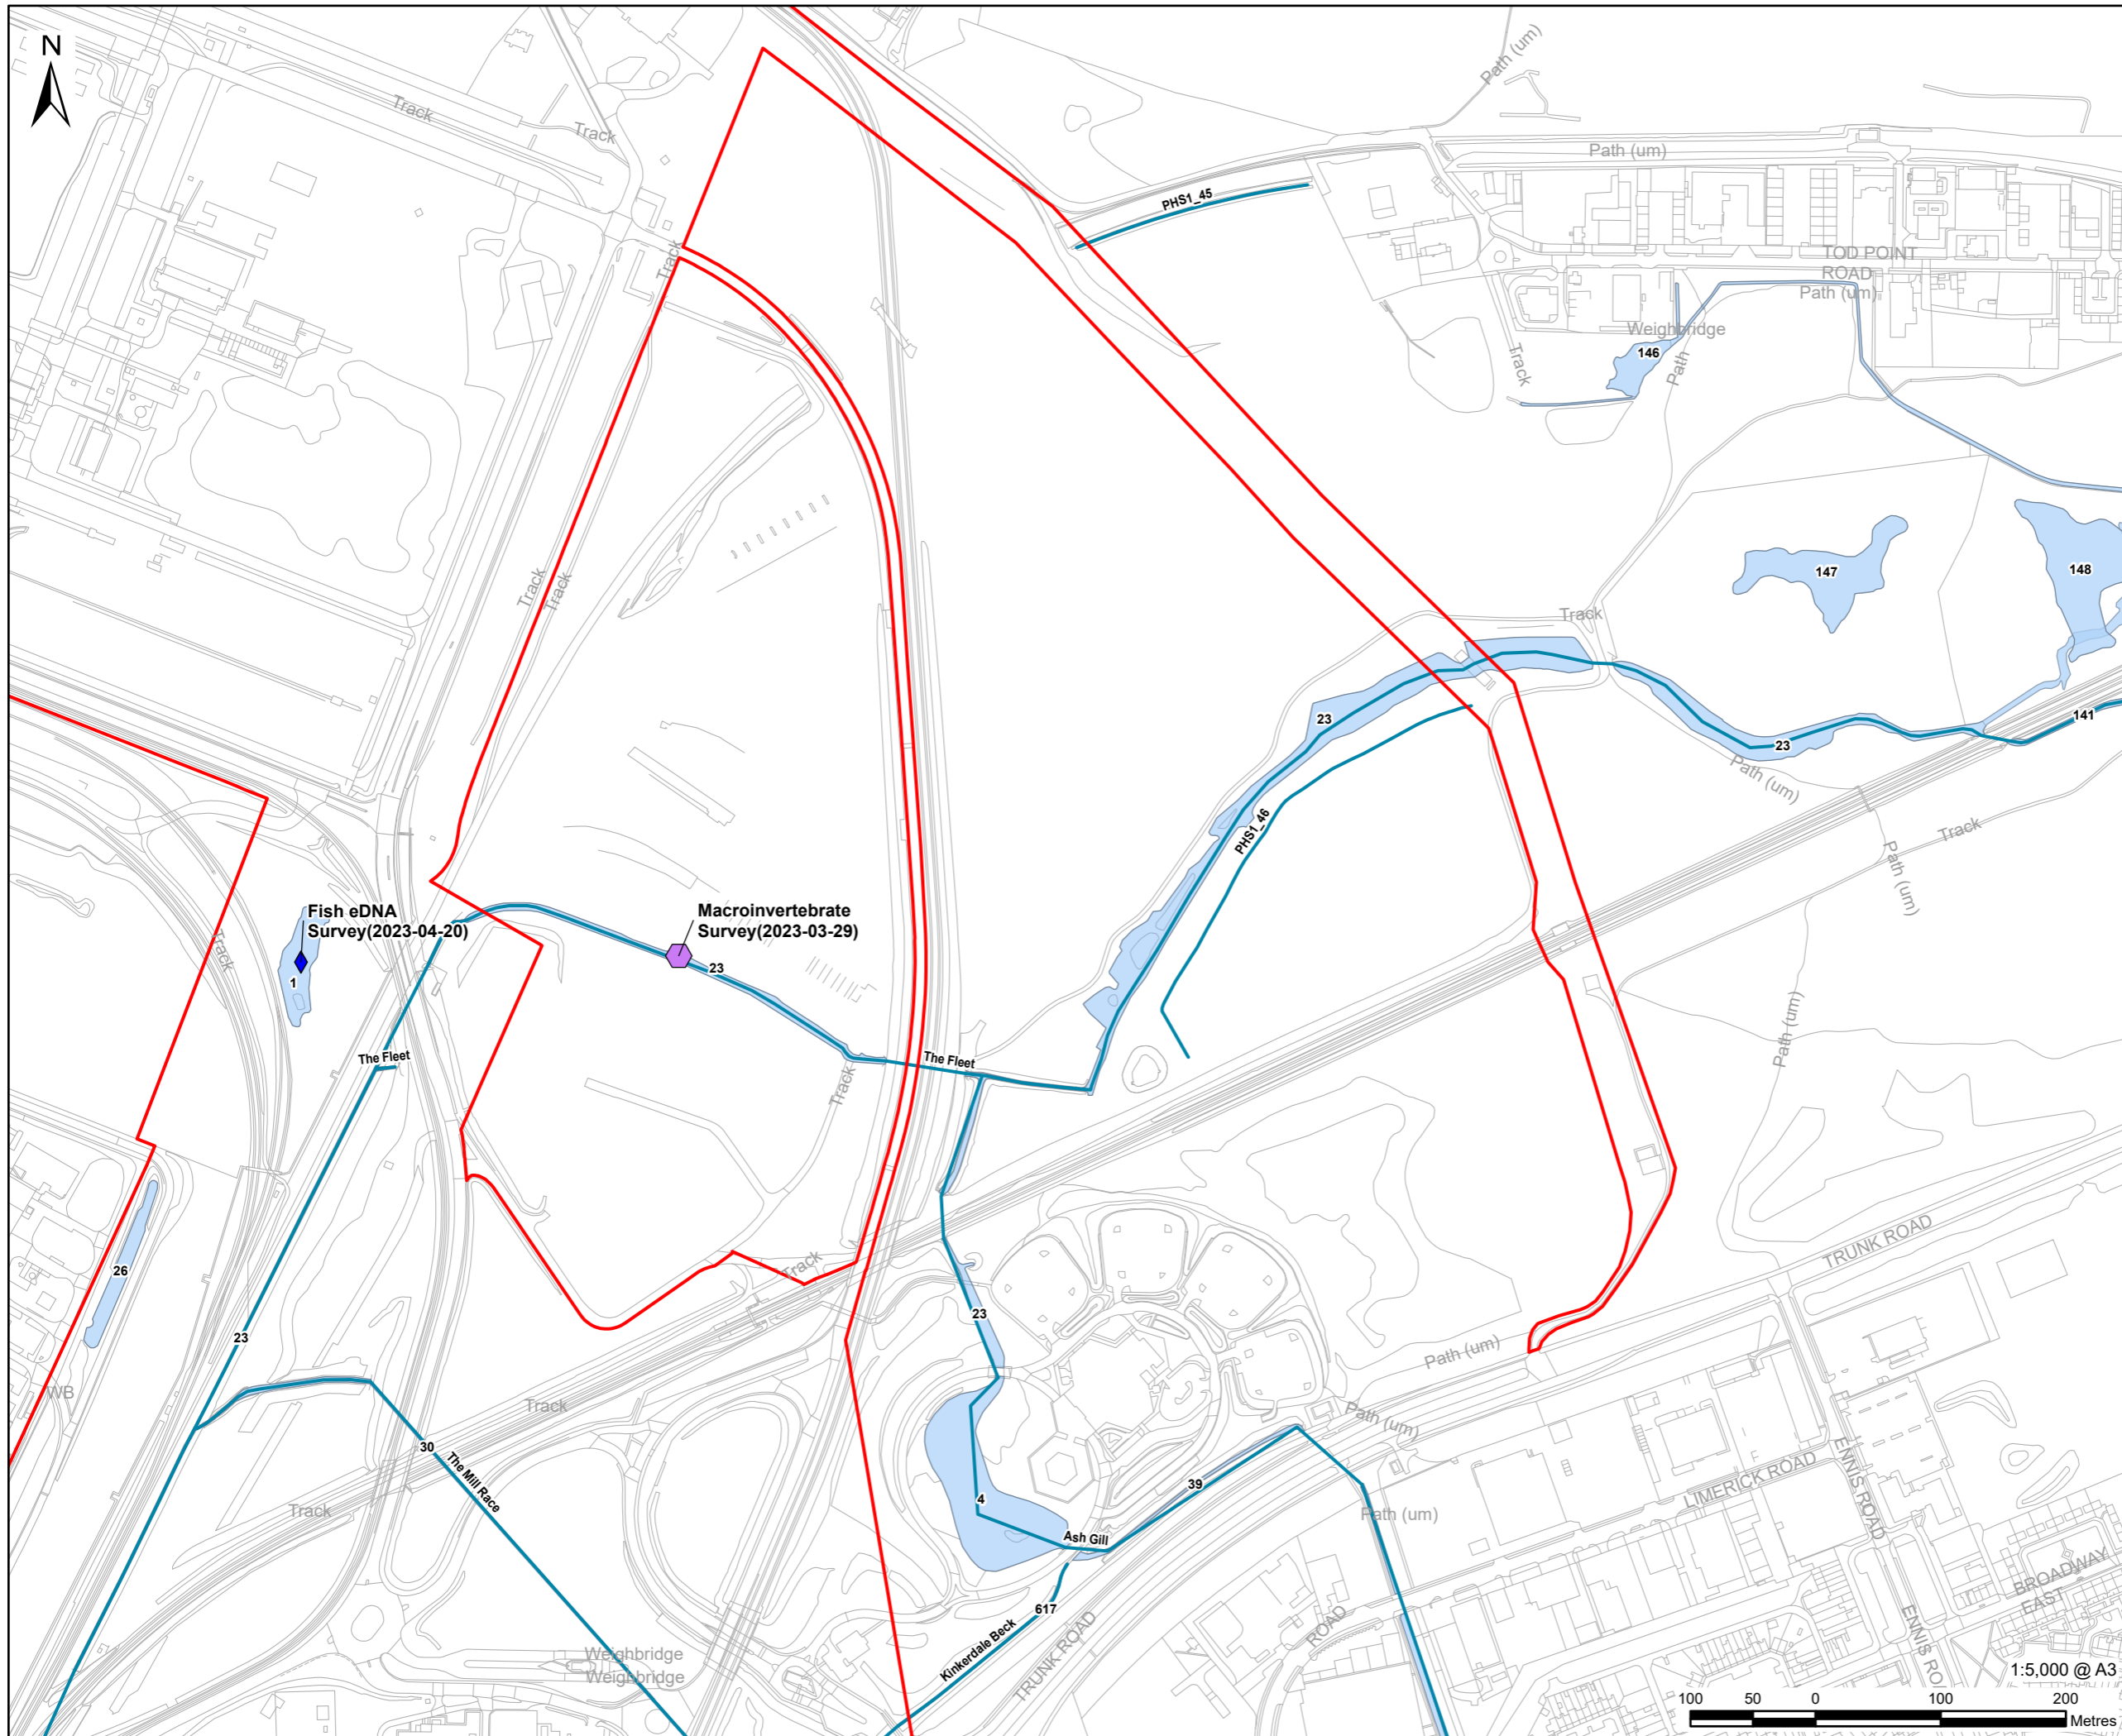 N
Track
Track
Path (um)
Path (um)
PHS1_45
Track
TOD POINT
ROAD
Path (um)
Weighbridge
146
Track
Path
147
148
Track
Track
Track
23
23
141
Path (um)
PHS1_46
Track
Path (um)
Fish eDNA
Survey(2023-04-20)
Macroinvertebrate
Survey(2023-03-29)
Track
1
23
The Fleet
The Fleet
Track
Path (um)
26
23
Track
23
TRUNK ROAD
Path (um)
WB
Track
Path (um)
30
The Mill Race
39
4
Track
Ash Gill
Path (um)
LIMERICK ROAD
ENNIS ROAD
617
Kinkerdale Beck
TRUNK ROAD
ROAD
BROADWAY
EAST
ENNIS RO
Weighbridge
Weighbridge
1:5,000 @ A3
100 50 0 100 200
Metres